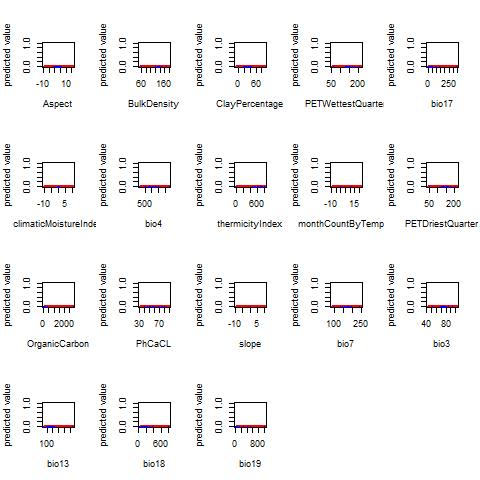 predicted value 0.0 1.0 -10 10 Aspect
predicted value 0.0 1.0 60 160 BulkDensity
predicted value 0.0 1.0 0 60 ClayPercentage
predicted value 0.0 1.0 50 200 PETWettestQuarte
predicted value 0.0 1.0 0 250 bio17
predicted value 0.0 1.0 -10 5 climaticMoistureInde
predicted value 0.0 1.0 500 bio4
predicted value 0.0 1.0 0 600 thermicityIndex
predicted value 0.0 1.0 -10 15 monthCountByTemp
predicted value 0.0 1.0 50 200 PETDriestQuarter
predicted value 0.0 1.0 0 2000 OrganicCarbon
predicted value 0.0 1.0 30 70 PhCaCL
predicted value 0.0 1.0 -10 5 slope
predicted value 0.0 1.0 100 250 bio7
predicted value 0.0 1.0 40 80 bio3
predicted value 0.0 1.0 100 bio13
predicted value 0.0 1.0 0 600 bio18
predicted value 0.0 1.0 0 800 bio19